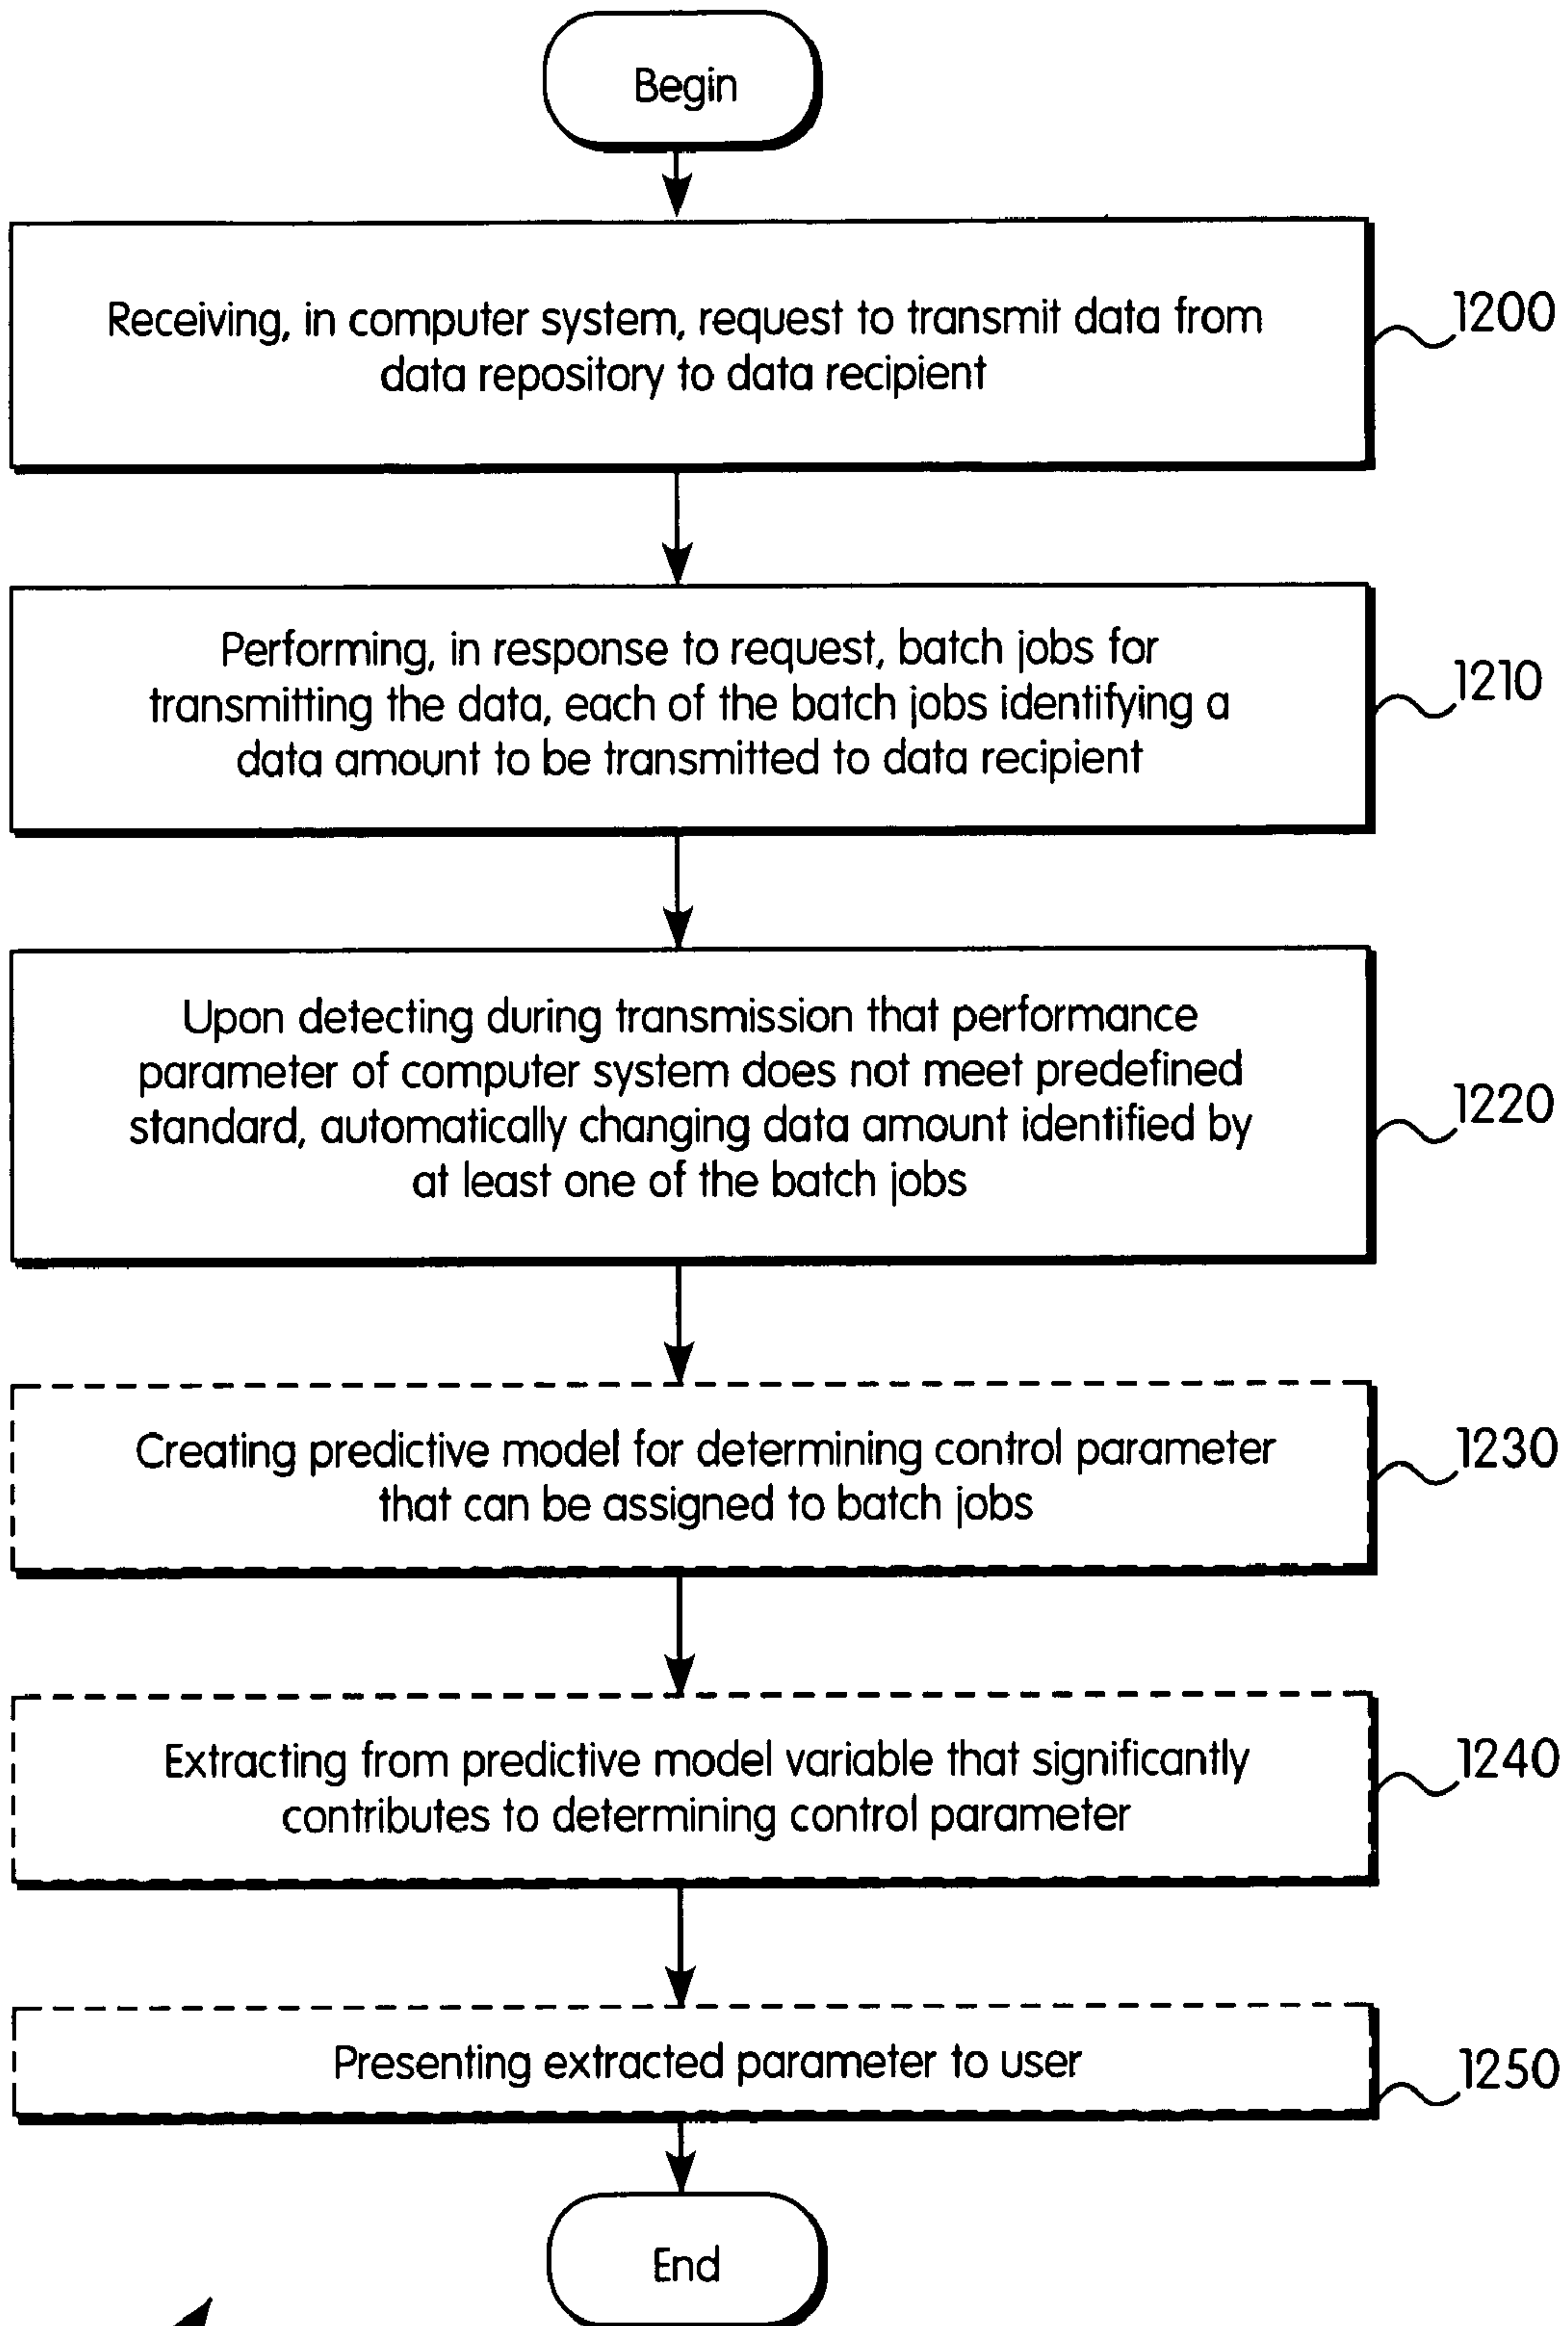 Begin
Receiving, in computer system, request to transmit data from
data repository to data recipient
1200
Performing, in response to request, batch jobs for
transmitting the data, each of the batch jobs identifying a
data amount to be transmitted to data recipient
1210
Upon detecting during transmission that performance
parameter of computer system does not meet predefined
standard, automatically changing data amount identified by
at least one of the batch jobs
1220
Creating predictive model for determining control parameter
that can be assigned to batch jobs
1230
Extracting from predictive model variable that significantly
contributes to determining control parameter
1240
Presenting extracted parameter to user
1250
End